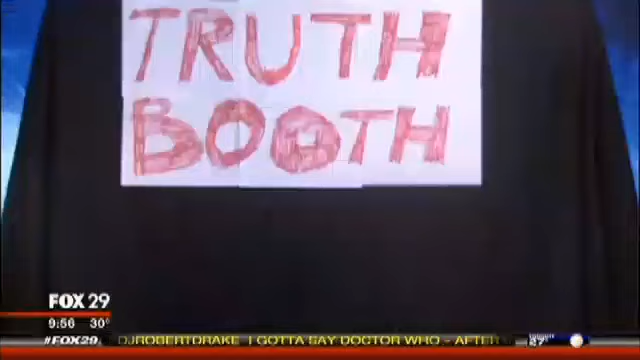 TRUTH
BOOTH
FOX 29
9:56 30°
#FOX29 DJROBERTDRAKE I GOTTA SAY DOCTOR WHO - AFTER